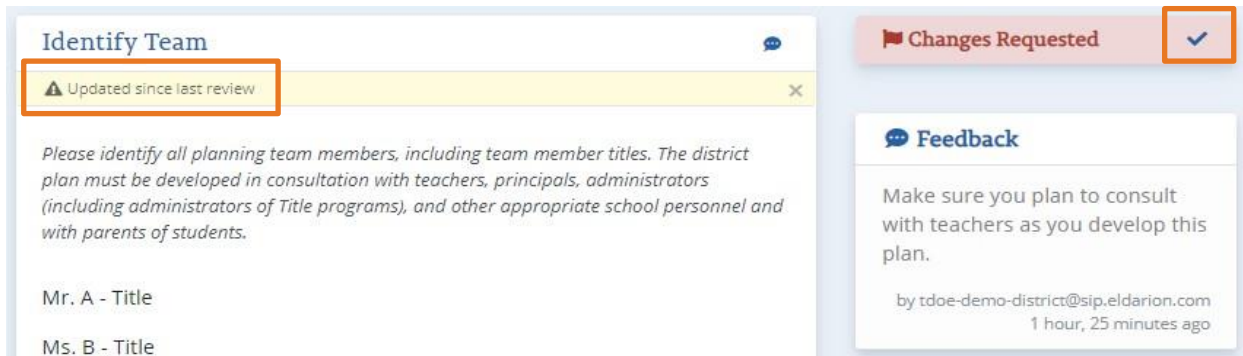 Identify Team
Updated since last review
Please identify all planning team members, including team member titles. The district
plan must be developed in consultation with teachers, principals, administrators
(including administrators of Title programs), and other appropriate school personnel and
with parents of students.
Mr. A - Title
Ms. B - Title
Changes Requested
Feedback
Make sure you plan to consult
with teachers as you develop this
plan.
by tdoe-demo-district@sip.eldarion.com
1 hour, 25 minutes ago